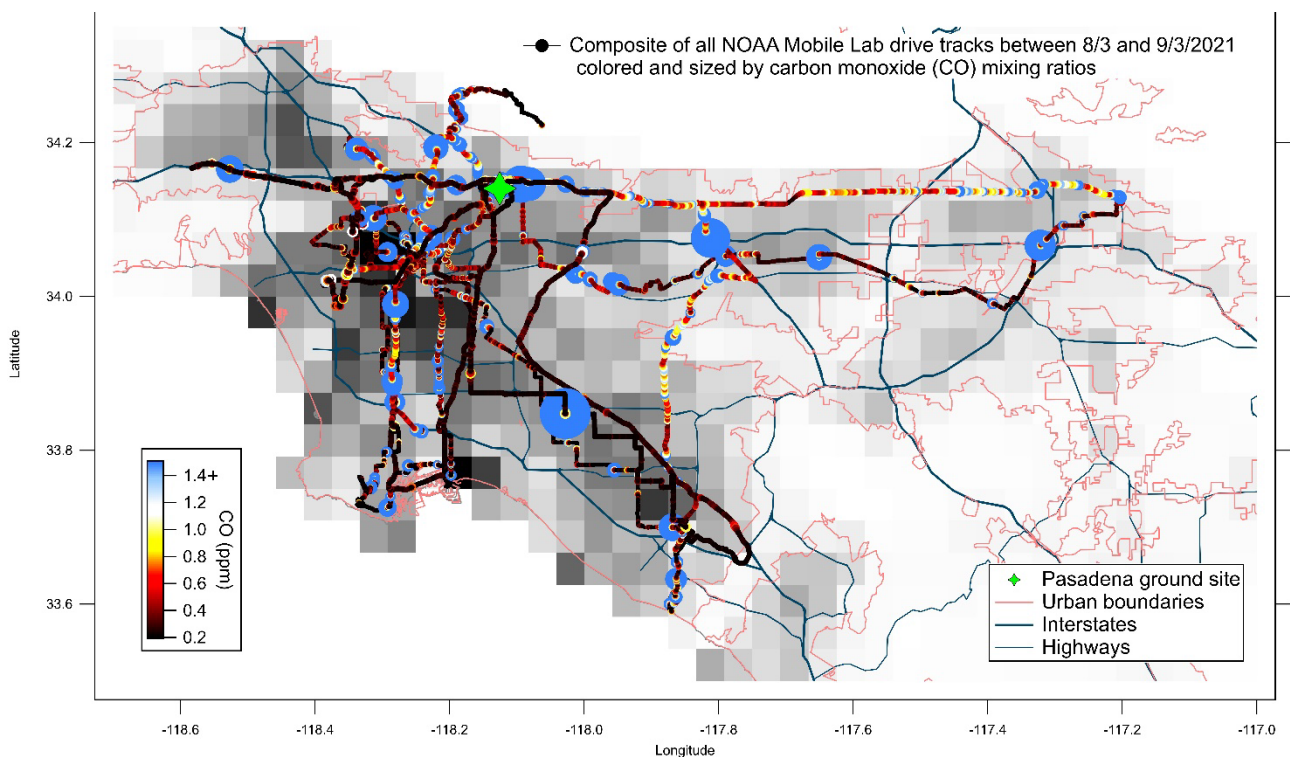 Composite of all NOAA Mobile Lab drive tracks between 8/3 and 9/3/2021
colored and sized by carbon monoxide (CO) mixing ratios
34.2
34.0
33.8
33.6
Latitude
CO (ppm)
1.4+
1.2
1.0
0.8
0.6
0.4
0.2
Pasadena ground site
Urban boundaries
Interstates
Highways
-118.6
-118.4
-118.2
-118.0
-117.8
-117.6
-117.4
-117.2
-117.0
Longitude